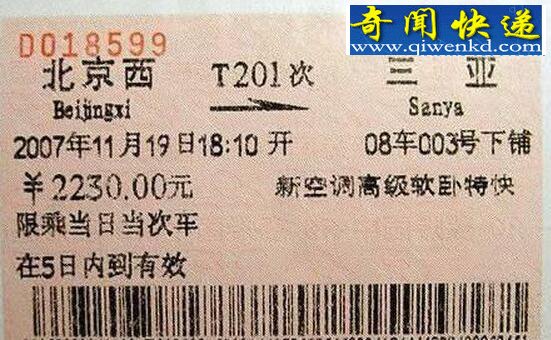 奇闻快递
www.qiwenkd.com
D018599
北京西 T201次 三亚
Beijingxi Sanya
2007年11月19日18:10开 08车003号下铺
￥2230.00元 新空调高级软卧特快
限乘当日当次车
在5日内到有效